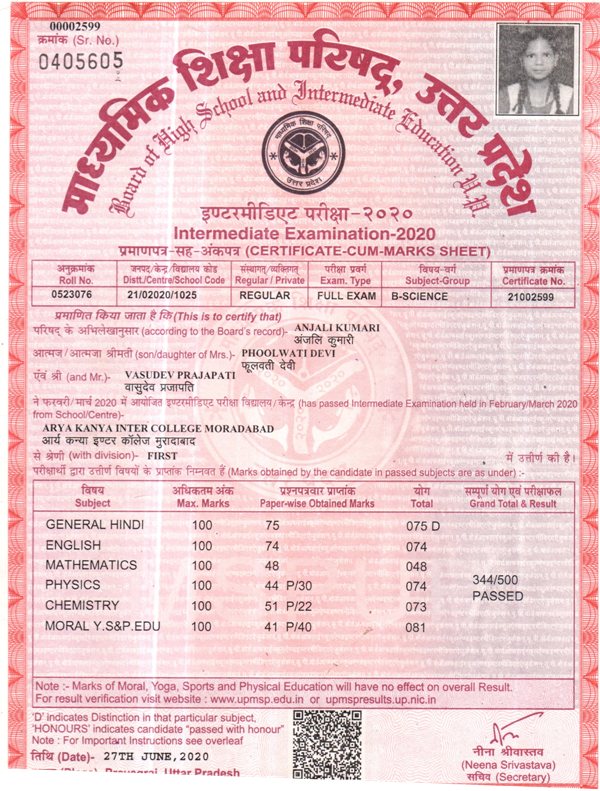 00002599
क्रमांक (Sr. No.)
0405605
माध्यमिक शिक्षा परिषद्, उत्तर प्रदेश
Board of High School and Intermediate Education U.P.
माध्यमिक शिक्षा परिषद्
उत्तर प्रदेश
इण्टरमीडिएट परीक्षा-२०२०
Intermediate Examination-2020
प्रमाणपत्र-सह-अंकपत्र (CERTIFICATE-CUM-MARKS SHEET)
अनुक्रमांक जनपद/केन्द्र/विद्यालय कोड संस्थागत/व्यक्तिगत् परीक्षा प्रवर्ग विषय-वर्ग प्रमाणपत्र क्रमांक
Roll No. Distt./Centre/School Code Regular / Private Exam. Type Subject-Group Certificate No.
0523076 21/02020/1025 REGULAR FULL EXAM B-SCIENCE 21002599
प्रमाणित किया जाता है कि (This is to certify that)
परिषद् के अभिलेखानुसार (according to the Board's record)- ANJALI KUMARI
अंजलि कुमारी
आत्मज / आत्मजा श्रीमती (son/daughter of Mrs.)- PHOOLWATI DEVI
फूलवती देवी
एंवं श्री (and Mr.)- VASUDEV PRAJAPATI
वासुदेव प्रजापति
ने फरवरी/ मार्च 2020 में आयोजित इण्टरमीडिएट परीक्षा विद्यालय/केन्द्र (has passed Intermediate Examination held in February/March 2020
from School/Centre)-
ARYA KANYA INTER COLLEGE MORADABAD
आर्य कन्या इण्टर कॉलेज मुरादाबाद
से श्रेणी (with division)- FIRST में उत्तीर्ण की है।
परीक्षार्थी द्वारा उत्तीर्ण विषयों के प्राप्तांक निम्नवत हैं (Marks obtained by the candidate in passed subjects are as under) :-
विषय अधिकतम अंक प्रश्नपत्रवार प्राप्तांक योग सम्पूर्ण योग एवं परीक्षाफल
Subject Max. Marks Paper-wise Obtained Marks Total Grand Total & Result
GENERAL HINDI 100 75 075 D
ENGLISH 100 74 074
MATHEMATICS 100 48 048
PHYSICS 100 44 P/30 074 344/500
PASSED
CHEMISTRY 100 51 P/22 073
MORAL Y.S&P.EDU 100 41 P/40 081
Note :- Marks of Moral, Yoga, Sports and Physical Education will have no effect on overall Result.
For result verification visit website : www.upmsp.edu.in or upmspresults.up.nic.in
'D' indicates Distinction in that particular subject,
'HONOURS' indicates candidate "passed with honour"
Note : For Important Instructions see overleaf
तिथि (Date)- 27TH JUNE,2020
नीना श्रीवास्तव
(Neena Srivastava)
सचिव (Secretary)
(Place) Prayagraj, Uttar Pradesh